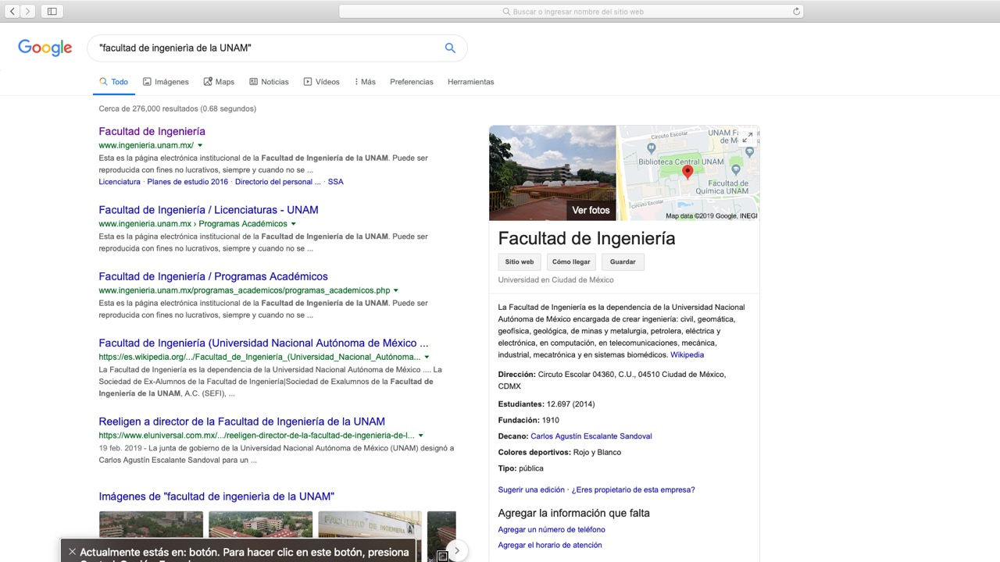 Buscar o ingresar nombre del sitio web
Google
"facultad de ingenierìa de la UNAM"
Todo
Imágenes
Maps
Noticias
Vídeos
Más
Preferencias
Herramientas
Cerca de 276,000 resultados (0.68 segundos)
Facultad de Ingeniería
www.ingenieria.unam.mx/
Esta es la página electrónica institucional de la Facultad de Ingeniería de la UNAM. Puede ser
reproducida con fines no lucrativos, siempre y cuando no se ...
Licenciatura · Planes de estudio 2016 · Directorio del personal ... · SSA
Facultad de Ingeniería / Licenciaturas - UNAM
www.ingenieria.unam.mx › Programas Académicos
Esta es la página electrónica institucional de la Facultad de Ingeniería de la UNAM. Puede ser
reproducida con fines no lucrativos, siempre y cuando no se ...
Facultad de Ingeniería / Programas Académicos
www.ingenieria.unam.mx/programas_academicos/programas_academicos.php
Esta es la página electrónica institucional de la Facultad de Ingeniería de la UNAM. Puede ser
reproducida con fines no lucrativos, siempre y cuando no se ...
Facultad de Ingeniería (Universidad Nacional Autónoma de México ...
https://es.wikipedia.org/.../Facultad_de_Ingeniería_(Universidad_Nacional_Autónoma...
La Facultad de Ingeniería es la dependencia de la Universidad Nacional Autónoma de México .... La
Sociedad de Ex-Alumnos de la Facultad de Ingeniería|Sociedad de Exalumnos de la Facultad de
Ingeniería de la UNAM, A.C. (SEFI), ...
Reeligen a director de la Facultad de Ingeniería de la UNAM
https://www.eluniversal.com.mx/.../reeligen-director-de-la-facultad-de-ingenieria-de-l...
19 feb. 2019 - La junta de gobierno de la Universidad Nacional Autónoma de México (UNAM) designó a
Carlos Agustín Escalante Sandoval para un ...
Imágenes de "facultad de ingenierìa de la UNAM"
FACULTAD DE INGENIERIA
Actualmente estás en: botón. Para hacer clic en este botón, presiona
Ver fotos
Circuito Escolar
UNAM Fa
de M
Biblioteca Central UNAM
Facultad de
Química UNAM
Circuito Escolar
Map data ©2019 Google, INEGI
Facultad de Ingeniería
Sitio web
Cómo llegar
Guardar
Universidad en Ciudad de México
La Facultad de Ingeniería es la dependencia de la Universidad Nacional
Autónoma de México encargada de crear ingeniería: civil, geomática,
geofísica, geológica, de minas y metalurgia, petrolera, eléctrica y
electrónica, en computación, en telecomunicaciones, mecánica,
industrial, mecatrónica y en sistemas biomédicos. Wikipedia
Dirección: Circuto Escolar 04360, C.U., 04510 Ciudad de México,
CDMX
Estudiantes: 12.697 (2014)
Fundación: 1910
Decano: Carlos Agustín Escalante Sandoval
Colores deportivos: Rojo y Blanco
Tipo: pública
Sugerir una edición · ¿Eres propietario de esta empresa?
Agregar la información que falta
Agregar un número de teléfono
Agregar el horario de atención